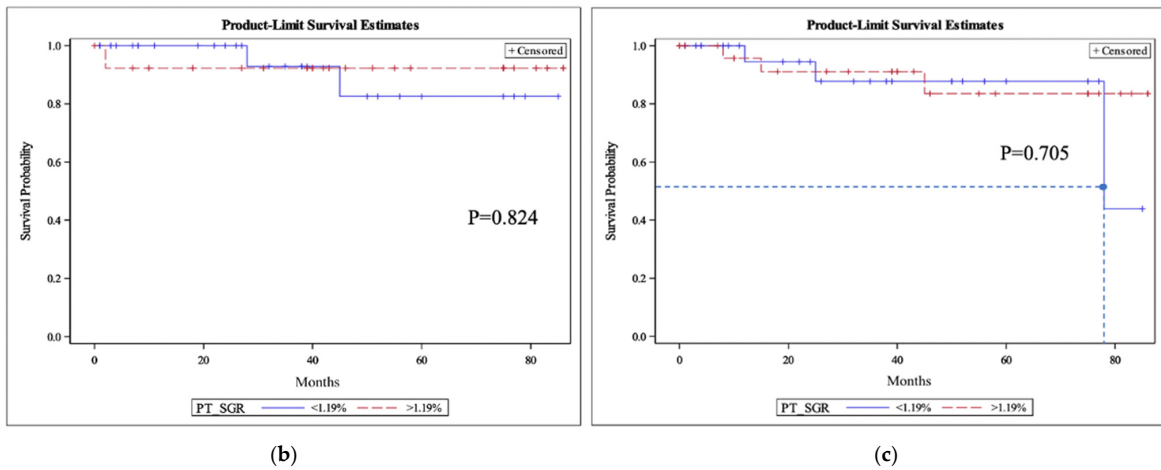 Product-Limit Survival Estimates
+ Censored
1.0
0.8
0.6
0.4
0.2
0.0
Survival Probability
P=0.824
0 20 40 60 80
Months
PT_SGR <1.19% >1.19%
(b)
Product-Limit Survival Estimates
+ Censored
1.0
0.8
0.6
0.4
0.2
0.0
Survival Probability
P=0.705
0 20 40 60 80
Months
PT_SGR <1.19% >1.19%
(c)